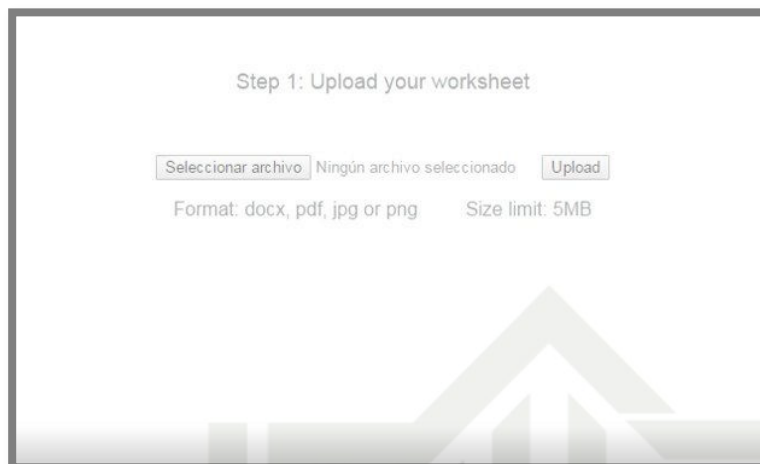 Step 1: Upload your worksheet
Seleccionar archivo Ningún archivo seleccionado Upload
Format: docx, pdf, jpg or png Size limit: 5MB